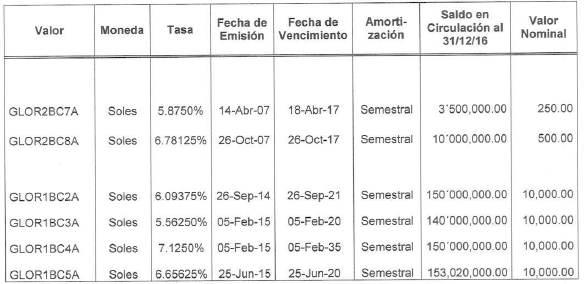 Valor Moneda Tasa Fecha de Emisión Fecha de Vencimiento Amorti-zación Saldo en Circulación al 31/12/16 Valor Nominal
GLOR2BC7A Soles 5.8750% 14-Abr-07 18-Abr-17 Semestral 3´500,000.00 250.00
GLOR2BC8A Soles 6.78125% 26-Oct-07 26-Oct-17 Semestral 10´000,000.00 500.00
GLOR1BC2A Soles 6.09375% 26-Sep-14 26-Sep-21 Semestral 150´000,000.00 10,000.00
GLOR1BC3A Soles 5.56250% 05-Feb-15 05-Feb-20 Semestral 140´000,000.00 10,000.00
GLOR1BC4A Soles 7.1250% 05-Feb-15 05-Feb-35 Semestral 150´000,000.00 10,000.00
GLOR1BC5A Soles 6.65625% 25-Jun-15 25-Jun-20 Semestral 153,020,000.00 10,000.00